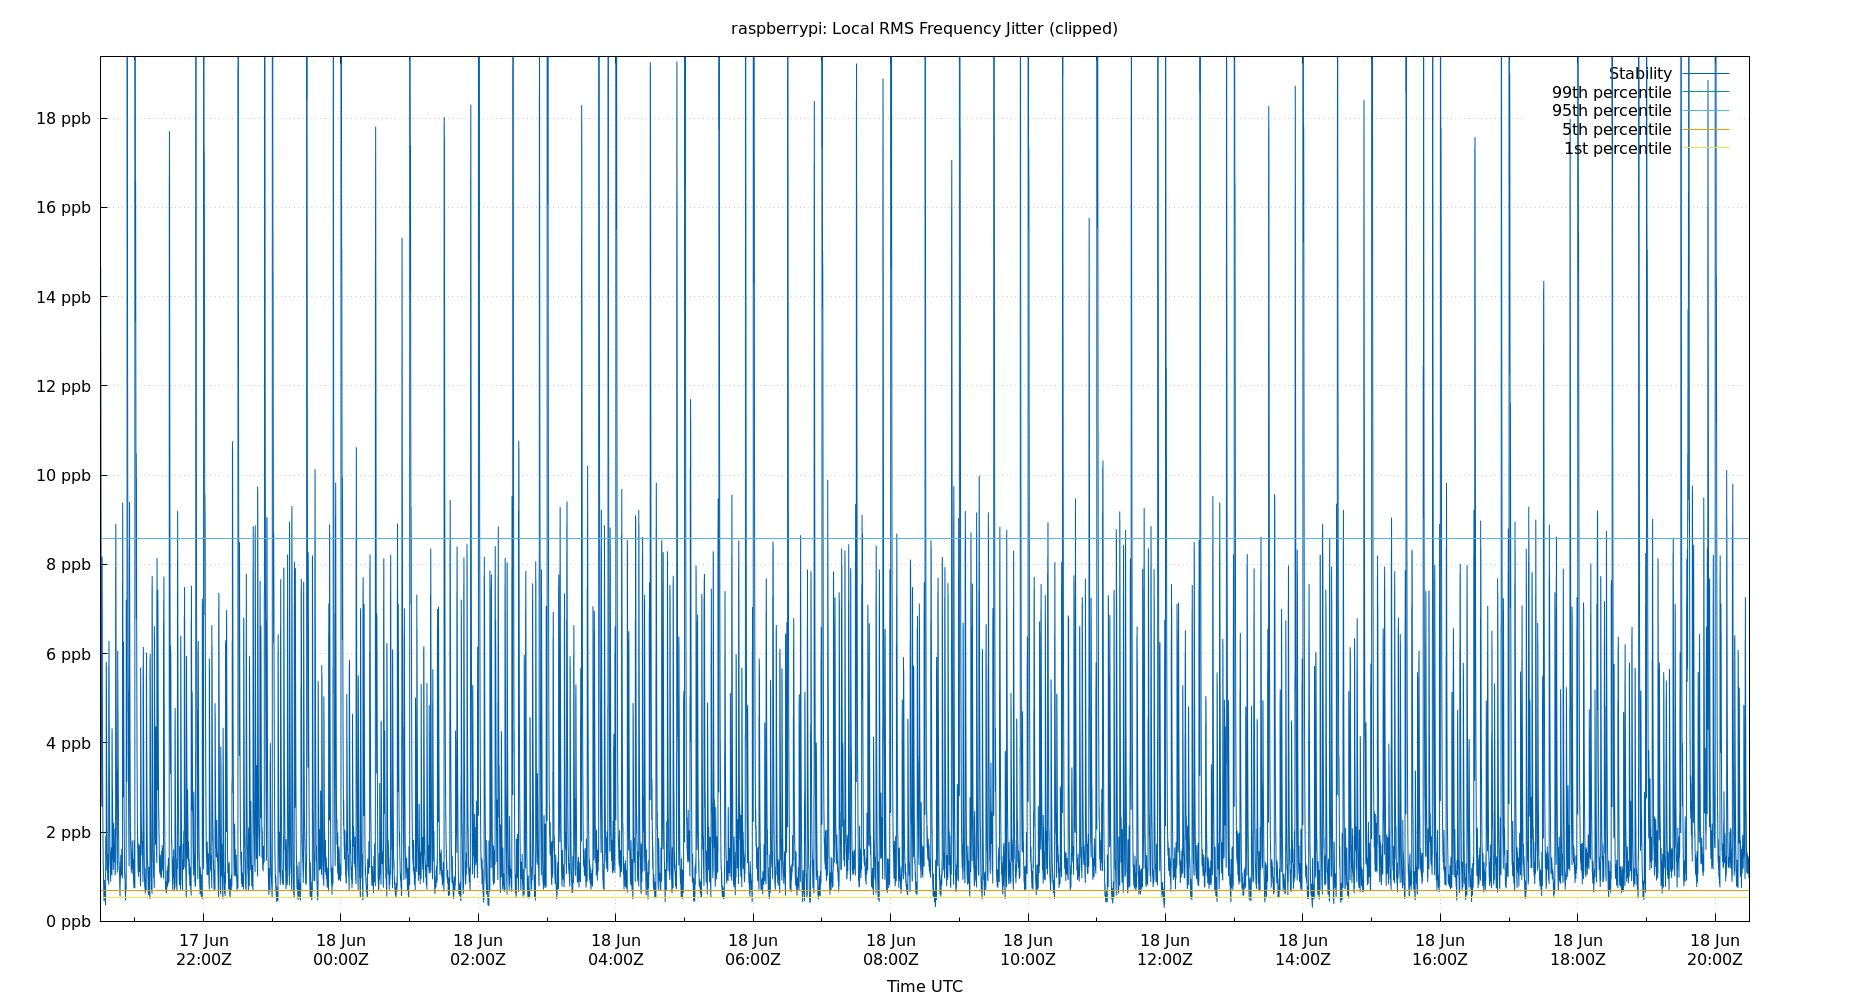 raspberrypi: Local RMS Frequency Jitter (clipped)
Stability
99th percentile
95th percentile
5th percentile
1st percentile
18 ppb
16 ppb
14 ppb
12 ppb
10 ppb
8 ppb
6 ppb
4 ppb
2 ppb
0 ppb
17 Jun 18 Jun 18 Jun 18 Jun 18 Jun 18 Jun 18 Jun 18 Jun 18 Jun 18 Jun 18 Jun 18 Jun
22:00Z 00:00Z 02:00Z 04:00Z 06:00Z 08:00Z 10:00Z 12:00Z 14:00Z 16:00Z 18:00Z 20:00Z
Time UTC